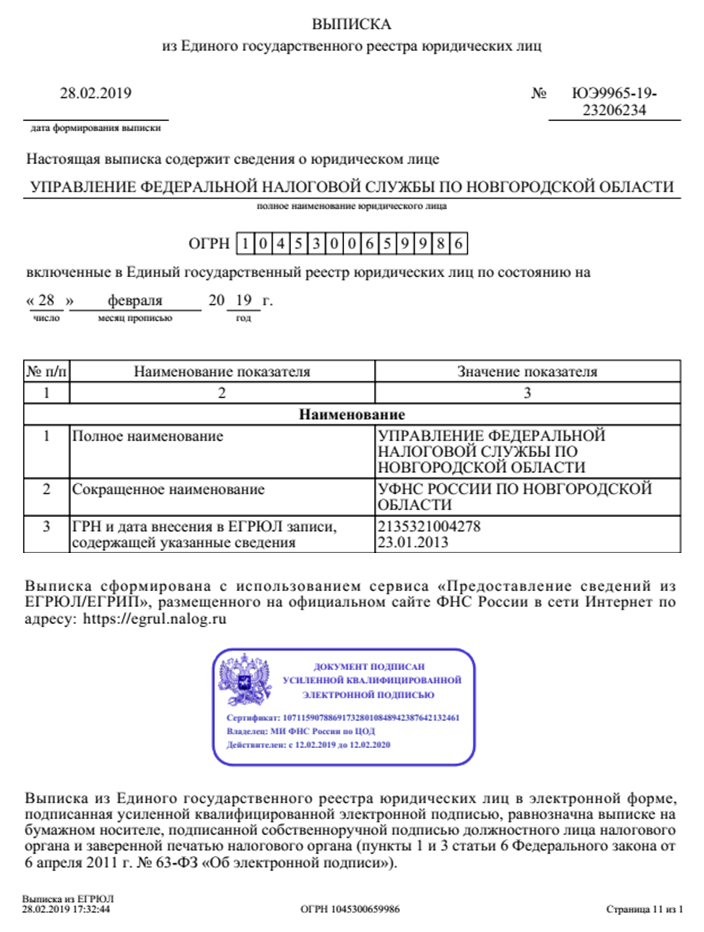 ВЫПИСКА
из Единого государственного реестра юридических лиц
28.02.2019 № ЮЭ9965-19-
23206234
дата формирования выписки
Настоящая выписка содержит сведения о юридическом лице
УПРАВЛЕНИЕ ФЕДЕРАЛЬНОЙ НАЛОГОВОЙ СЛУЖБЫ ПО НОВГОРОДСКОЙ ОБЛАСТИ
полное наименование юридического лица
ОГРН 1 0 4 5 3 0 0 6 5 9 9 8 6
включенные в Единый государственный реестр юридических лиц по состоянию на
« 28 » февраля 20 19 г.
число месяц прописью год
№ п/п Наименование показателя Значение показателя
1 2 3
Наименование
1 Полное наименование УПРАВЛЕНИЕ ФЕДЕРАЛЬНОЙ
НАЛОГОВОЙ СЛУЖБЫ ПО
НОВГОРОДСКОЙ ОБЛАСТИ
2 Сокращенное наименование УФНС РОССИИ ПО НОВГОРОДСКОЙ
ОБЛАСТИ
3 ГРН и дата внесения в ЕГРЮЛ записи, 2135321004278
содержащей указанные сведения 23.01.2013
Выписка сформирована с использованием сервиса «Предоставление сведений из
ЕГРЮЛ/ЕГРИП», размещенного на официальном сайте ФНС России в сети Интернет по
адресу: https://egrul.nalog.ru
ДОКУМЕНТ ПОДПИСАН
УСИЛЕННОЙ КВАЛИФИЦИРОВАННОЙ
ЭЛЕКТРОННОЙ ПОДПИСЬЮ
Сертификат: 107115907886917328010848942387642132461
Владелец: МИ ФНС России по ЦОД
Действителен: с 12.02.2019 до 12.02.2020
Выписка из Единого государственного реестра юридических лиц в электронной форме,
подписанная усиленной квалифицированной электронной подписью, равнозначна выписке на
бумажном носителе, подписанной собственноручной подписью должностного лица налогового
органа и заверенной печатью налогового органа (пункты 1 и 3 статьи 6 Федерального закона от
6 апреля 2011 г. № 63-ФЗ «Об электронной подписи»).
Выписка из ЕГРЮЛ
28.02.2019 17:32:44 ОГРН 1045300659986 Страница 11 из 1